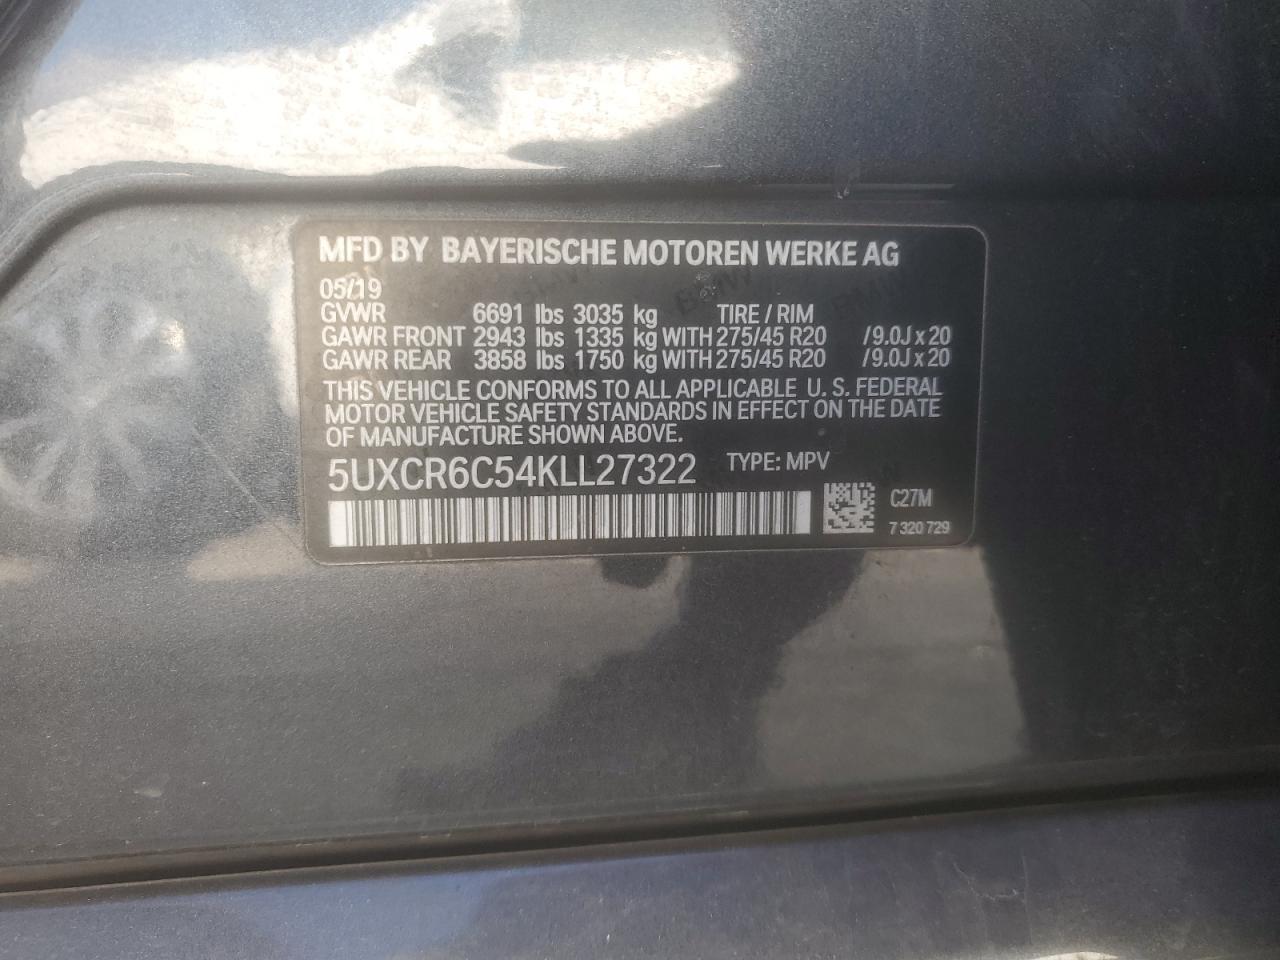 MFD BY BAYERISCHE MOTOREN WERKE AG
05/19
GVWR 6691 lbs 3035 kg TIRE / RIM
GAWR FRONT 2943 lbs 1335 kg WITH 275/45 R20 /9.0J x 20
GAWR REAR 3858 lbs 1750 kg WITH 275/45 R20 /9.0J x 20
THIS VEHICLE CONFORMS TO ALL APPLICABLE U. S. FEDERAL
MOTOR VEHICLE SAFETY STANDARDS IN EFFECT ON THE DATE
OF MANUFACTURE SHOWN ABOVE.
5UXCR6C54KLL27322 TYPE: MPV
C27M
7 320 729